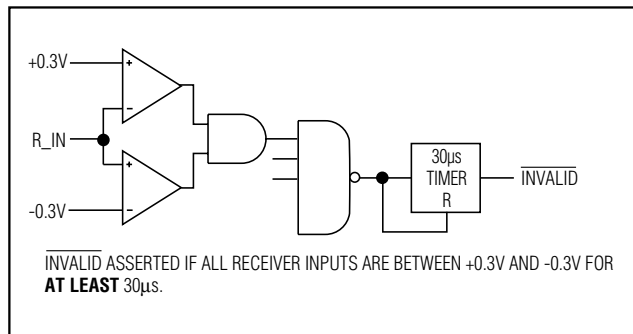 +0.3V
+
-
R_IN
+
-
-0.3V
30µs
TIMER
R
INVALID
INVALID ASSERTED IF ALL RECEIVER INPUTS ARE BETWEEN +0.3V AND -0.3V FOR
AT LEAST 30µs.